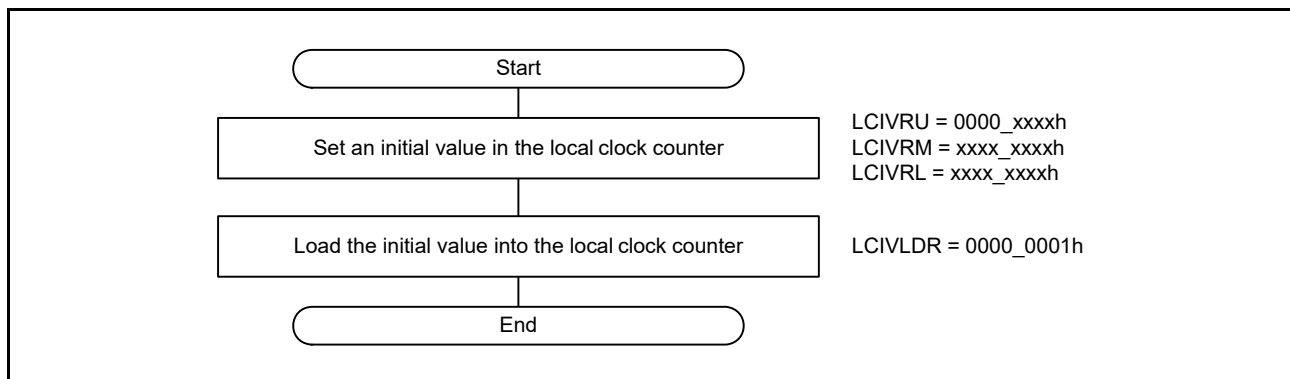 Start
Set an initial value in the local clock counter
LCIVRU = 0000_xxxxh
LCIVRM = xxxx_xxxxh
LCIVRL = xxxx_xxxxh
Load the initial value into the local clock counter
LCIVLDR = 0000_0001h
End